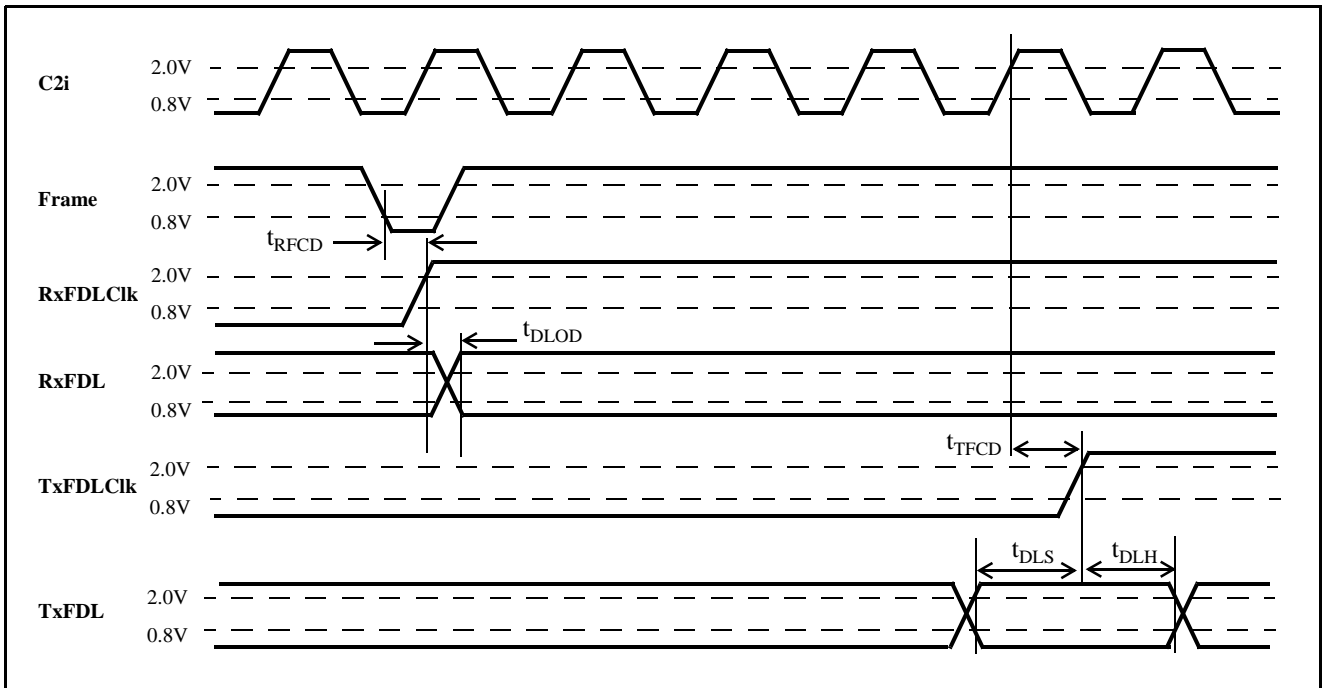 2.0V
C2i
0.8V
2.0V
Frame
0.8V
tRFCD
2.0V
RxFDLClk
0.8V
tDLOD
2.0V
RxFDL
0.8V
tTFCD
2.0V
TxFDLClk
0.8V
tDLS tDLH
2.0V
TxFDL
0.8V